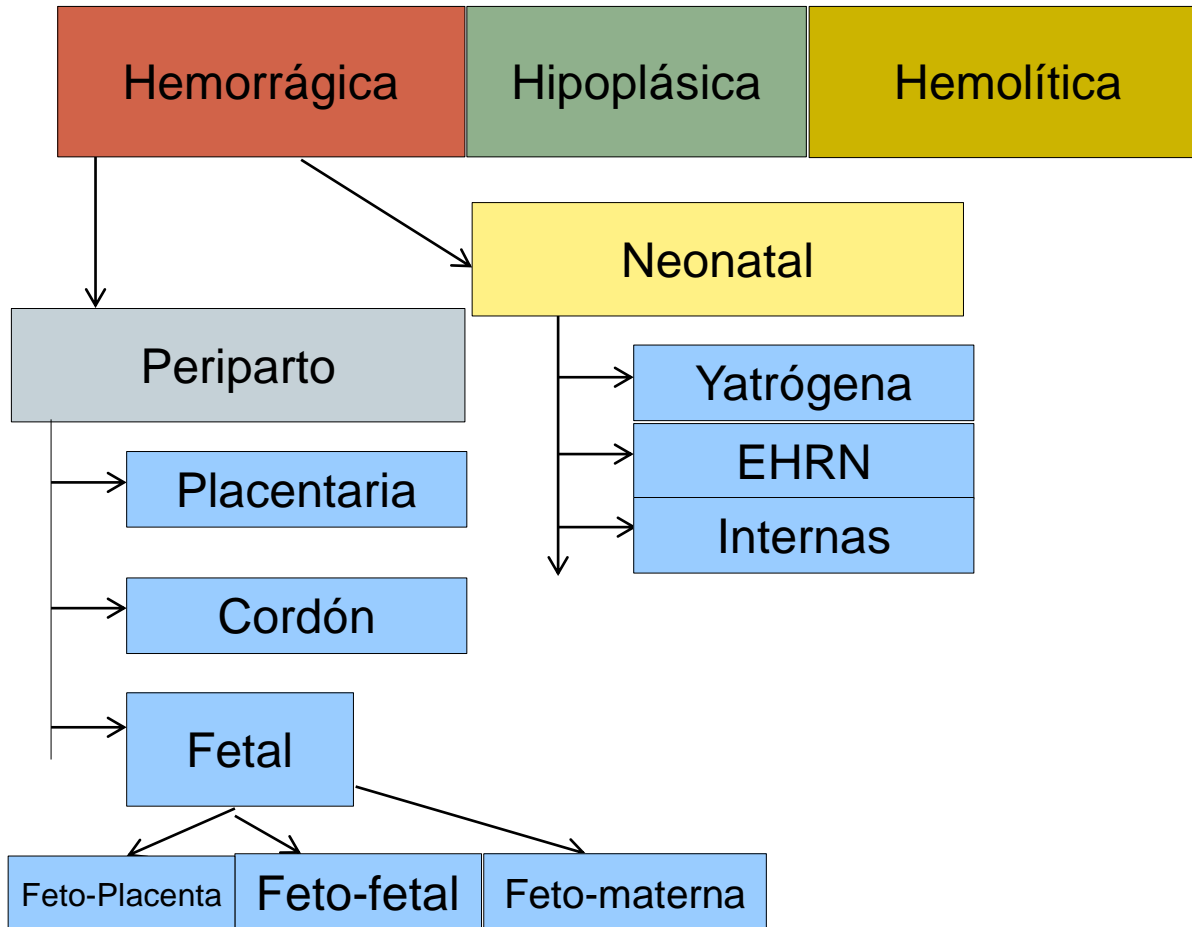 Hemorrágica
Hipoplásica
Hemolítica
Neonatal
Periparto
Yatrógena
EHRN
Internas
Placentaria
Cordón
Fetal
Feto-Placenta
Feto-fetal
Feto-materna